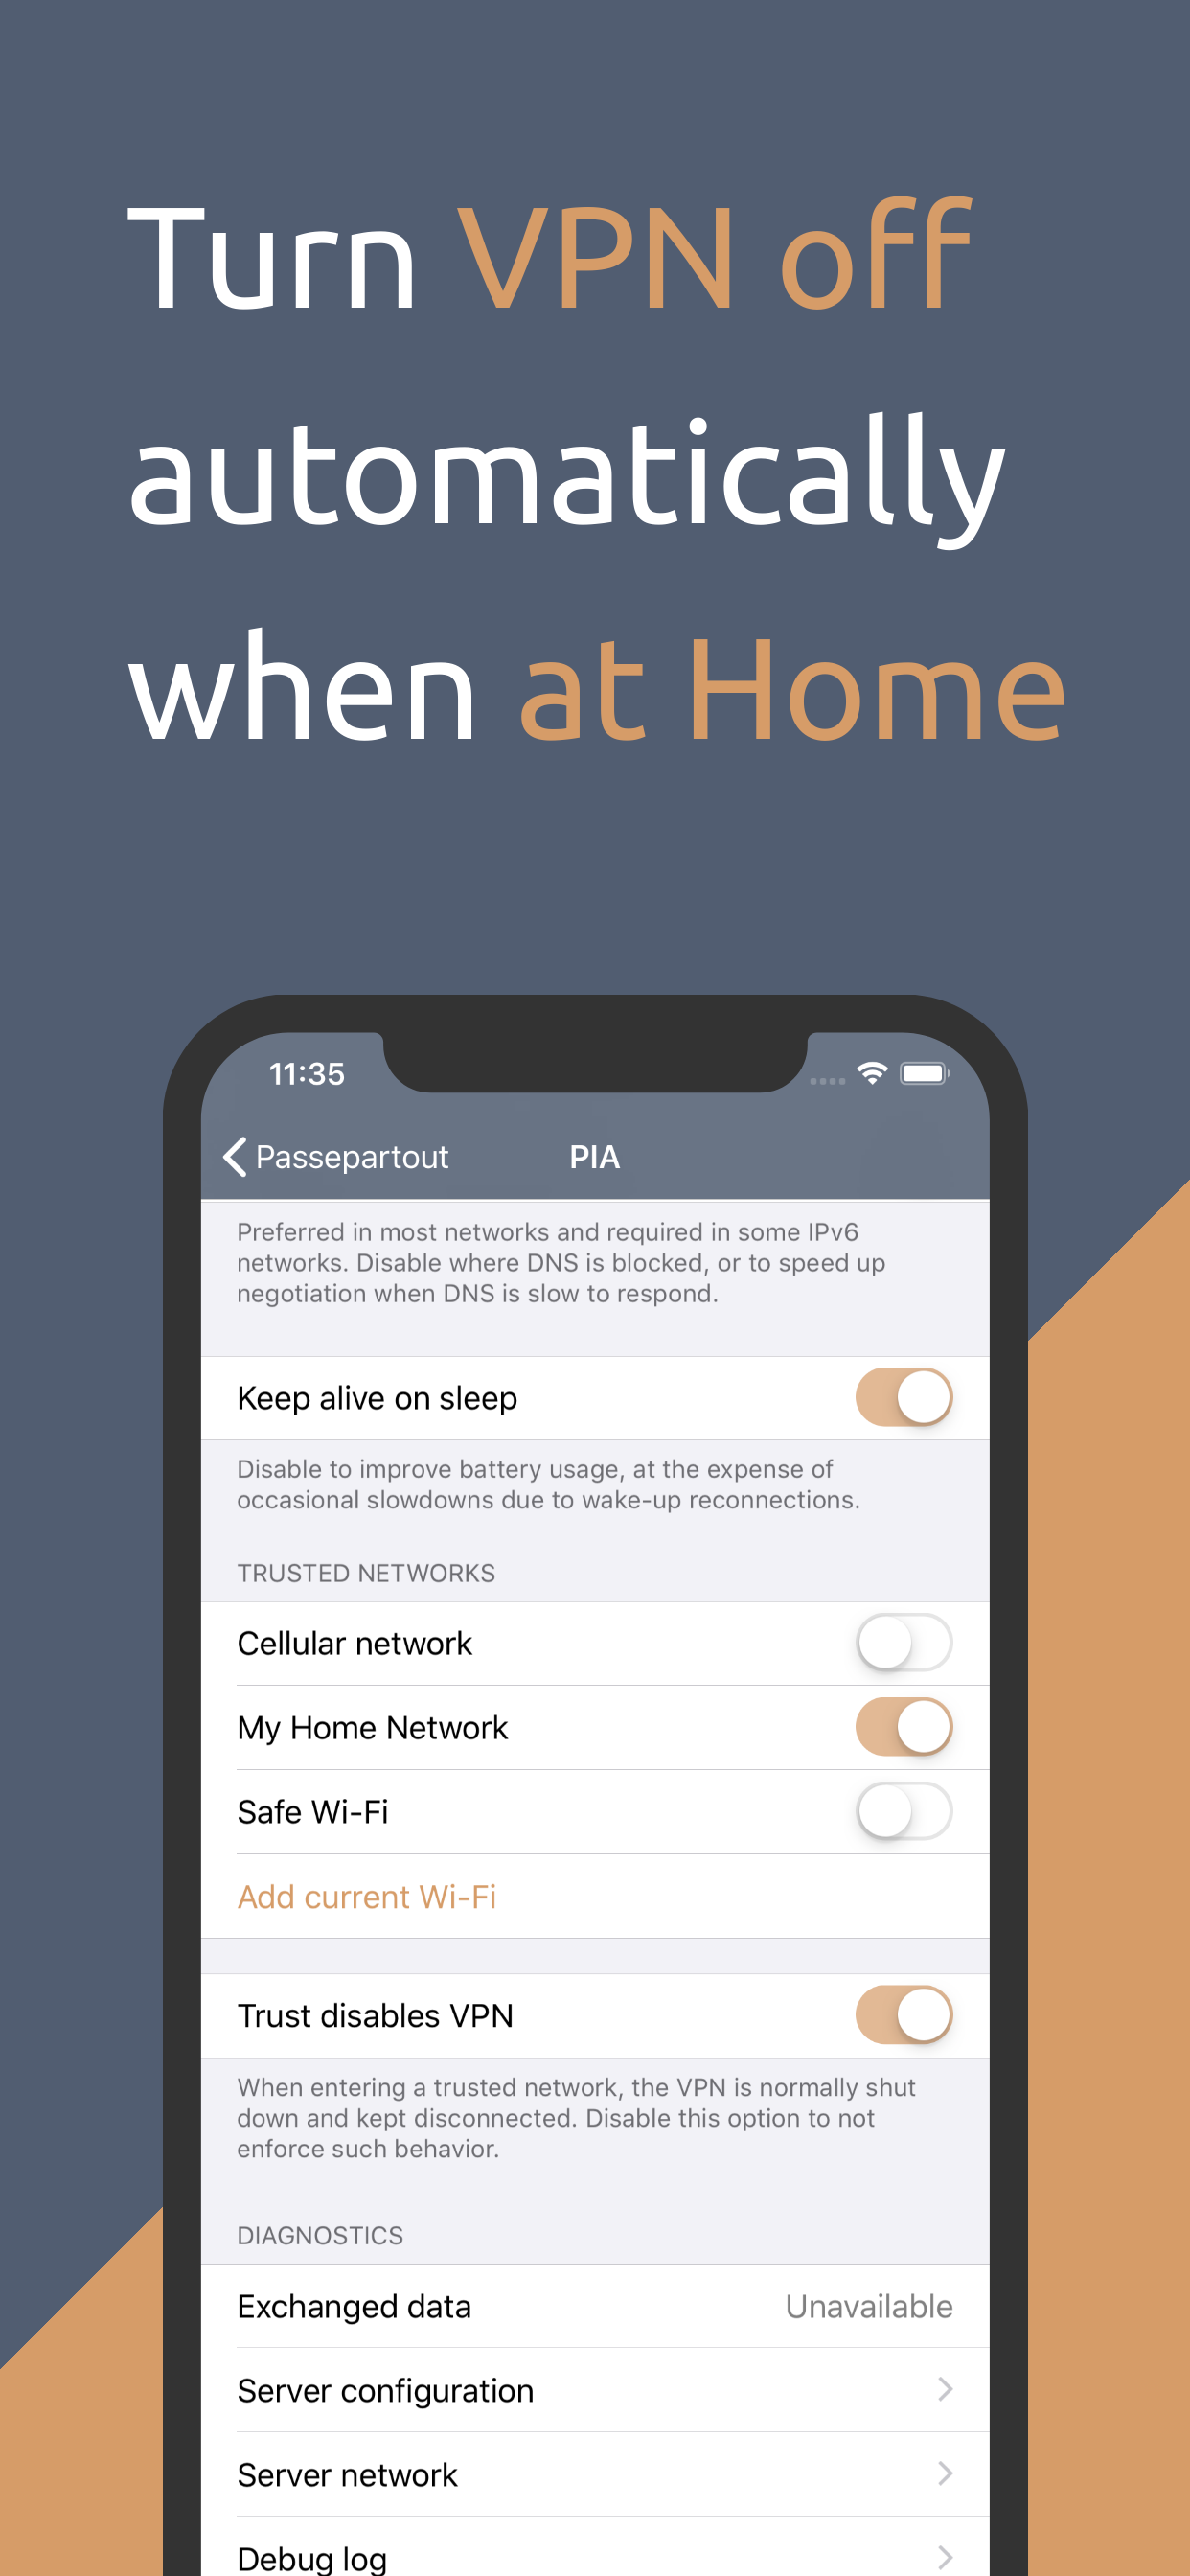 Turn VPN off
automatically
when at Home
11:35
Passepartout
PIA
Preferred in most networks and required in some IPv6
networks. Disable where DNS is blocked, or to speed up
negotiation when DNS is slow to respond.
Keep alive on sleep
Disable to improve battery usage, at the expense of
occasional slowdowns due to wake-up reconnections.
TRUSTED NETWORKS
Cellular network
My Home Network
Safe Wi-Fi
Add current Wi-Fi
Trust disables VPN
When entering a trusted network, the VPN is normally shut
down and kept disconnected. Disable this option to not
enforce such behavior.
DIAGNOSTICS
Exchanged data Unavailable
Server configuration
Server network
Debug log